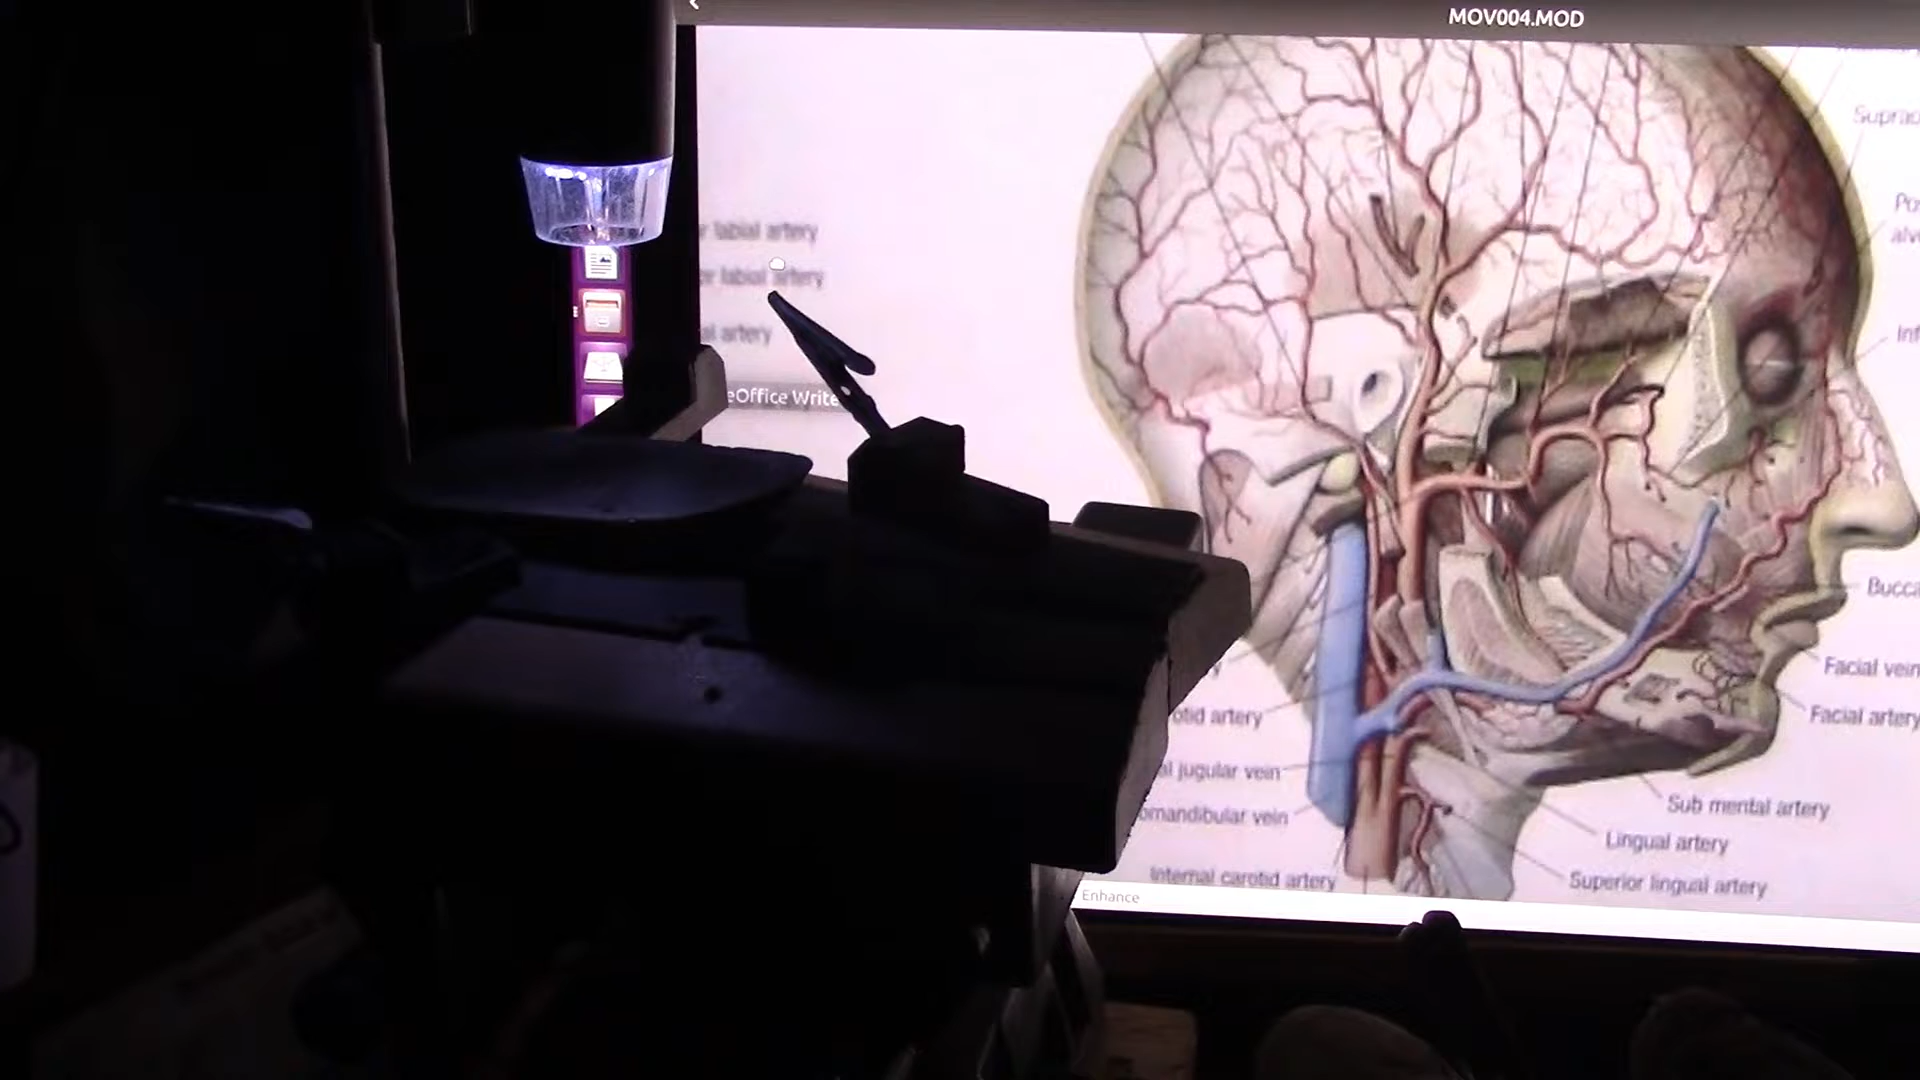 MOV004.MOD
labial artery
labial artery
artery
eOffice Write
otid artery
al jugular vein
omandibular vein
Internal carotid artery
Supra
Po
alv
Inf
Bucca
Facial vein
Facial artery
Sub mental artery
Lingual artery
Superior lingual artery
Enhance